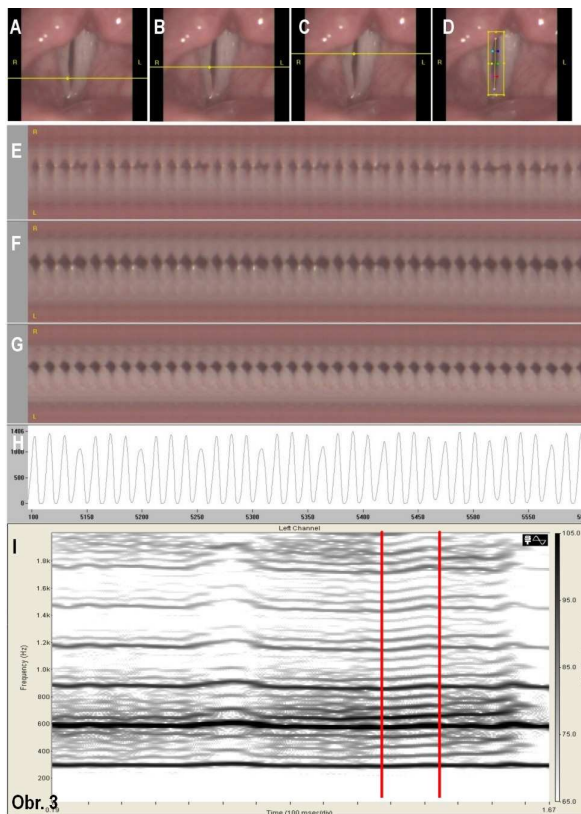 A B C D
R L R L R L R L
E R
L
F R
L
G R
L
H 1406
1000
500
0
5150 5200 5250 5300 5350 5400 5450 5500 5550
Left Channel
I 105.0
1.8k
1.6k
1.4k
95.0
1.2k
1.0k
Frequency (Hz)
85.0
800
600
75.0
400
200
65.0
Obr. 3
Time (100 msec/div) 1.67